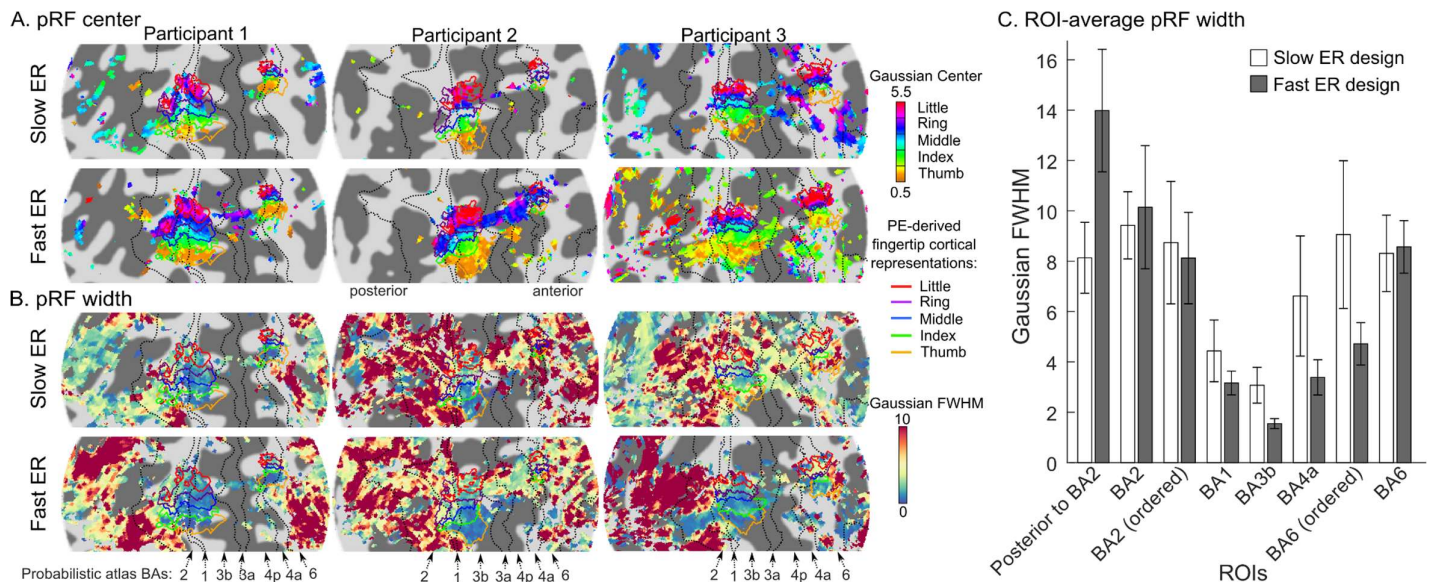 A. pRF center
Participant 1
Participant 2
Participant 3
Slow ER
Fast ER
Gaussian Center
5.5
Little
Ring
Middle
Index
Thumb
0.5
PE-derived
fingertip cortical
representations:
Little
Ring
Middle
Index
Thumb
posterior
anterior
B. pRF width
Slow ER
Fast ER
Gaussian FWHM
10
0
Probabilistic atlas BAs:
2 1 3b 3a 4p 4a 6
2 1 3b 3a 4p 4a 6
2 1 3b 3a 4p 4a 6
C. ROI-average pRF width
Slow ER design
Fast ER design
Gaussian FWHM
16
14
12
10
8
6
4
2
0
Posterior to BA2
BA2
BA2 (ordered)
BA1
BA3b
BA4a
BA6 (ordered)
BA6
ROIs